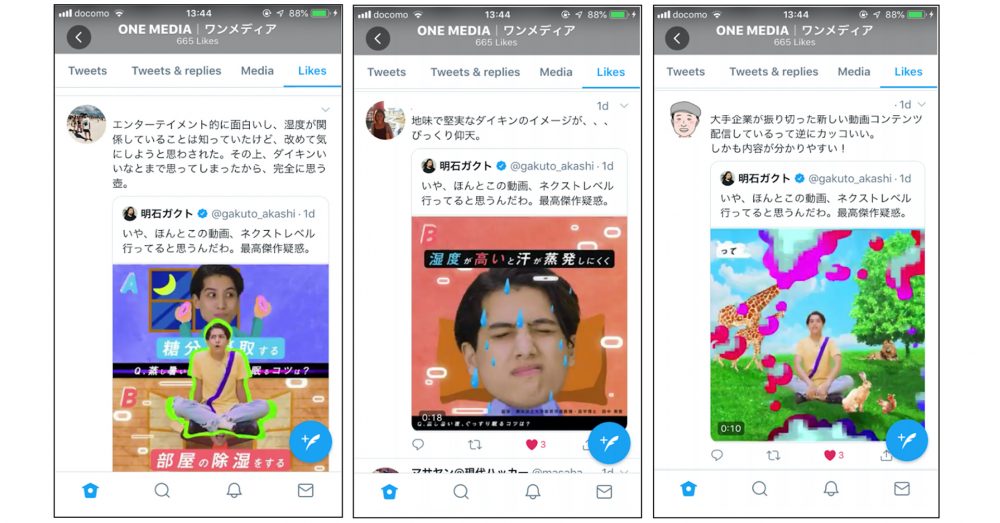 docomo 13:44 88%
ONE MEDIA｜ワンメディア
665 Likes
Tweets Tweets & replies Media Likes
エンターテイメント的に面白いし、湿度が関
係していることは知っていたけど、改めて気
にしようと思わされた。その上、ダイキンい
いなとまで思ってしまったから、完全に思う
壺。
明石ガクト @gakuto_akashi · 1d
いや、ほんとこの動画、ネクストレベル
行ってると思うんだわ。最高傑作疑惑。
A
糖分 取する
Q.蒸し暑い 眠るコツは?
B
部屋の除湿をする
docomo 13:44 88%
ONE MEDIA｜ワンメディア
665 Likes
Tweets Tweets & replies Media Likes
1d
地味で堅実なダイキンのイメージが、、、
びっくり仰天。
明石ガクト @gakuto_akashi · 1d
いや、ほんとこの動画、ネクストレベル
行ってると思うんだわ。最高傑作疑惑。
B
湿度が高いと汗が蒸発しにくく
0:18
Q.蒸し暑い夜、ぐっすり眠るコツは?
3
マサヤン@現代ハッカー @masaha 1d
docomo 13:44 88%
ONE MEDIA｜ワンメディア
665 Likes
Tweets Tweets & replies Media Likes
· 1d
大手企業が振り切った新しい動画コンテンツ
配信しているって逆にカッコいい。
しかも内容が分かりやすい！
明石ガクト @gakuto_akashi · 1d
いや、ほんとこの動画、ネクストレベル
行ってると思うんだわ。最高傑作疑惑。
って
0:10
3